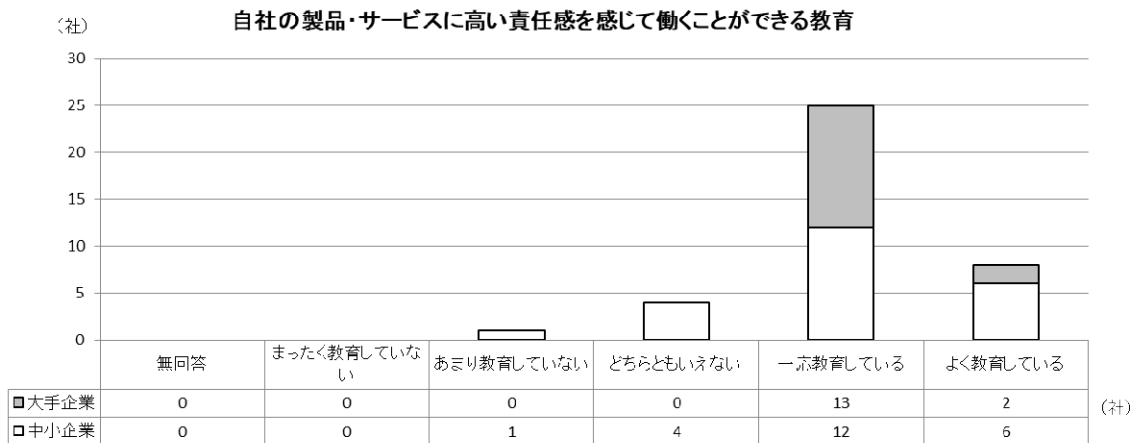 自社の製品・サービスに高い責任感を感じて働くことができる教育
(社)
30
25
20
15
10
5
0
無回答
まったく教育していな
い
あまり教育していない
どちらともいえない
一応教育している
よく教育している
大手企業 0 0 0 0 13 2
(社)
中小企業 0 0 1 4 12 6